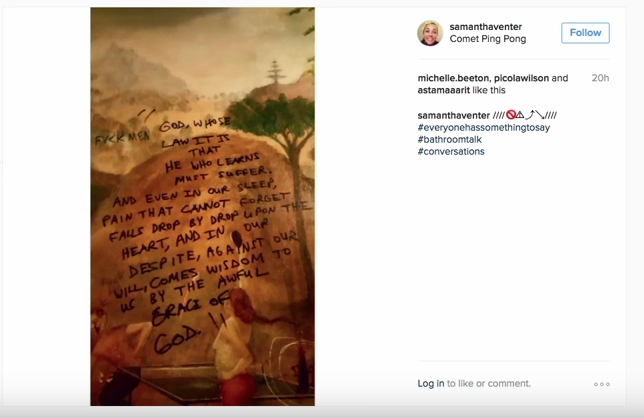 FUCK MEN
" GOD, WHOSE
LAW IT IS
THAT
HE WHO LEARNS
MUST SUFFER.
AND EVEN IN OUR SLEEP,
PAIN THAT CANNOT FORGET
FALLS DROP BY DROP UPON THE
HEART, AND IN OUR
DESPITE, AGAINST OUR
WILL, COMES WISDOM TO
US BY THE AWFUL
GRACE OF
GOD. "
samanthaventer
Comet Ping Pong
Follow
michelle.beeton, picolawilson and
astamaaarit like this
20h
samanthaventer ////🚫⚠⤴⤵////
#everyonehassomethingtosay
#bathroomtalk
#conversations
Log in to like or comment.